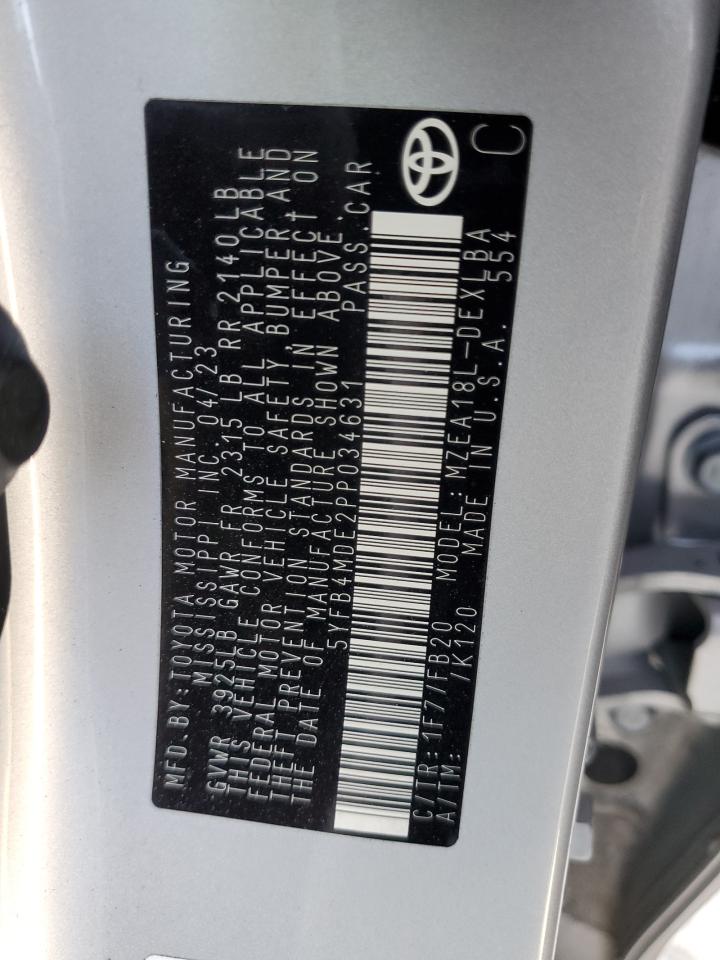 MFD.BY:TOYOTA MOTOR MANUFACTURING
MISSISSIPPI INC.04/23
GVWR 3925LB GAWR FR 2315 LB RR 2140LB
THIS VEHICLE CONFORMS TO ALL APPLICABLE
FEDERAL MOTOR VEHICLE SAFETY BUMPER, AND
THEFT PREVENTION STANDARDS IN EFFECT ON
THE DATE OF MANUFACTURE SHOWN ABOVE.
5YFB4MDE2PP034631 PASS.CAR
C/TR: 1F7/FB20 MODEL:MZEA18L-DEXLBA
A/TM: /K120 MADE IN U.S.A. 554
C